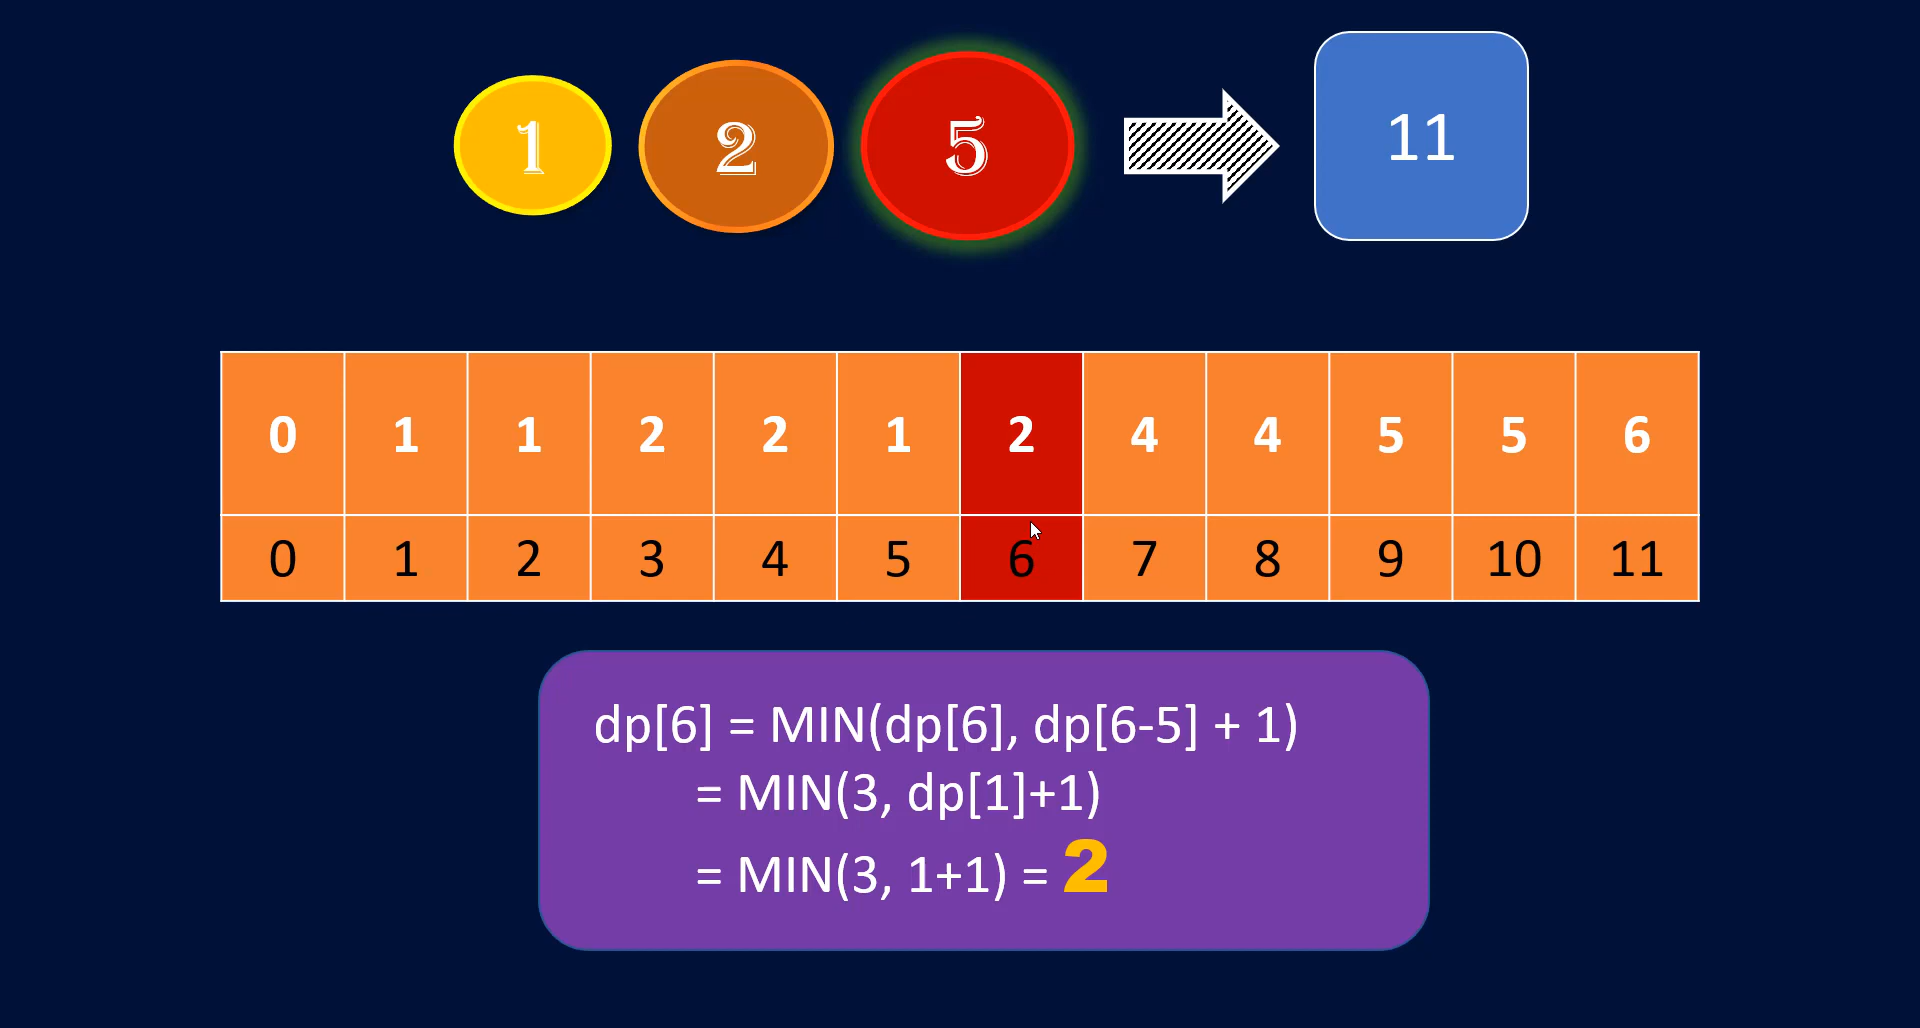 1 2 5 11
0 1 1 2 2 1 2 4 4 5 5 6
0 1 2 3 4 5 6 7 8 9 10 11
dp[6] = MIN(dp[6], dp[6-5] + 1)
= MIN(3, dp[1]+1)
= MIN(3, 1+1) = 2